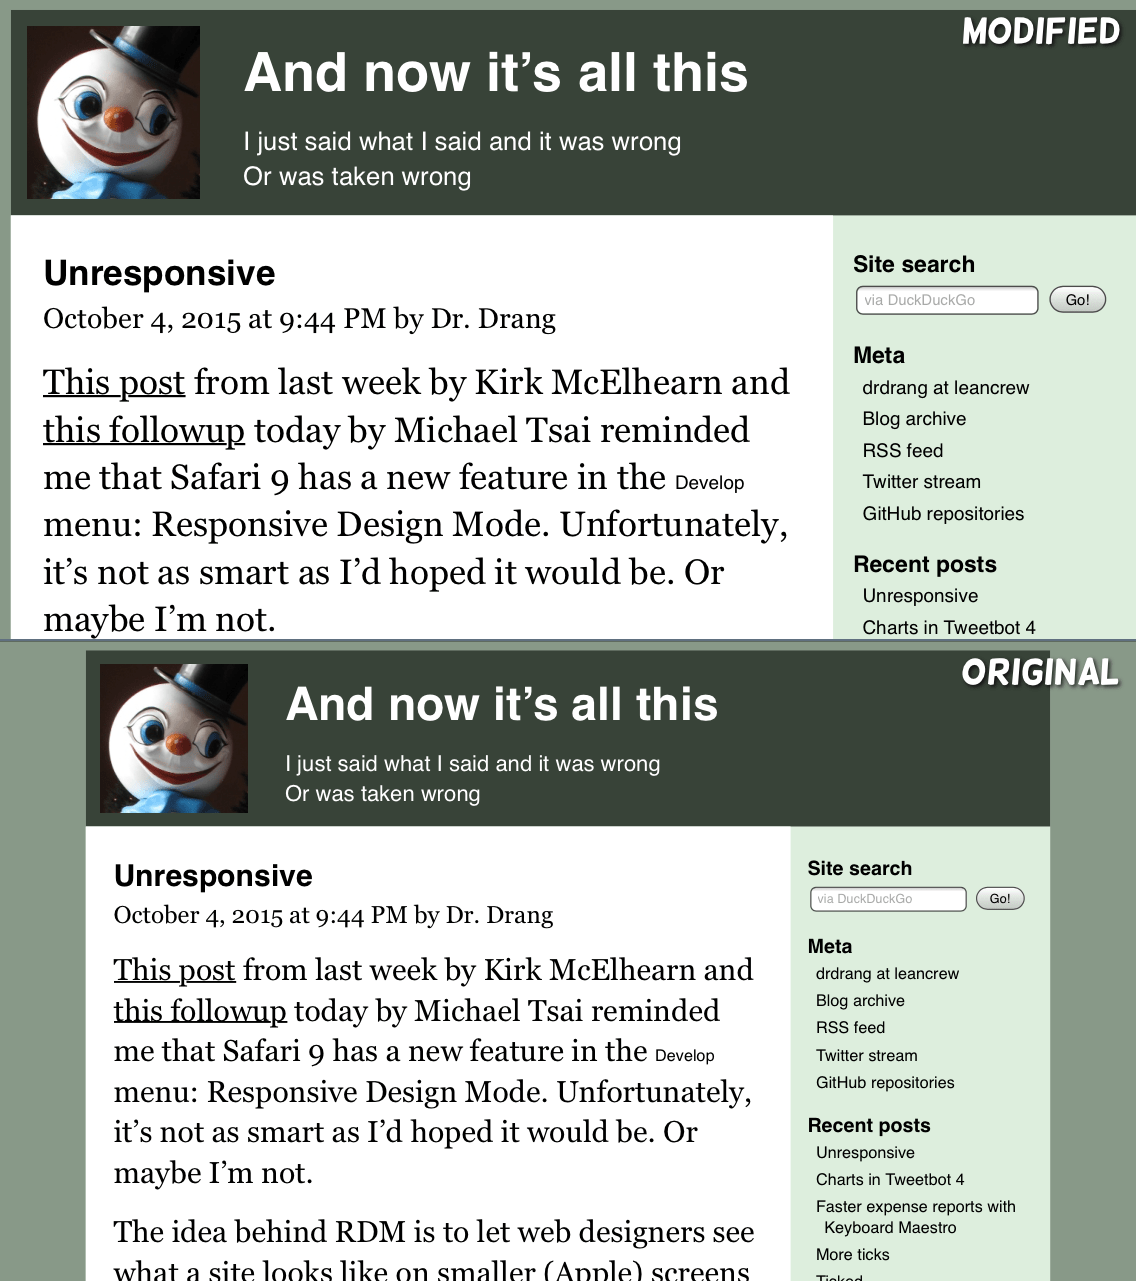 MODIFIED
And now it’s all this
I just said what I said and it was wrong
Or was taken wrong
Unresponsive
October 4, 2015 at 9:44 PM by Dr. Drang
This post from last week by Kirk McElhearn and
this followup today by Michael Tsai reminded
me that Safari 9 has a new feature in the Develop
menu: Responsive Design Mode. Unfortunately,
it’s not as smart as I’d hoped it would be. Or
maybe I’m not.
Site search
via DuckDuckGo Go!
Meta
drdrang at leancrew
Blog archive
RSS feed
Twitter stream
GitHub repositories
Recent posts
Unresponsive
Charts in Tweetbot 4
ORIGINAL
And now it’s all this
I just said what I said and it was wrong
Or was taken wrong
Unresponsive
October 4, 2015 at 9:44 PM by Dr. Drang
This post from last week by Kirk McElhearn and
this followup today by Michael Tsai reminded
me that Safari 9 has a new feature in the Develop
menu: Responsive Design Mode. Unfortunately,
it’s not as smart as I’d hoped it would be. Or
maybe I’m not.
The idea behind RDM is to let web designers see
what a site looks like on smaller (Apple) screens
Site search
via DuckDuckGo Go!
Meta
drdrang at leancrew
Blog archive
RSS feed
Twitter stream
GitHub repositories
Recent posts
Unresponsive
Charts in Tweetbot 4
Faster expense reports with
Keyboard Maestro
More ticks
Ticked